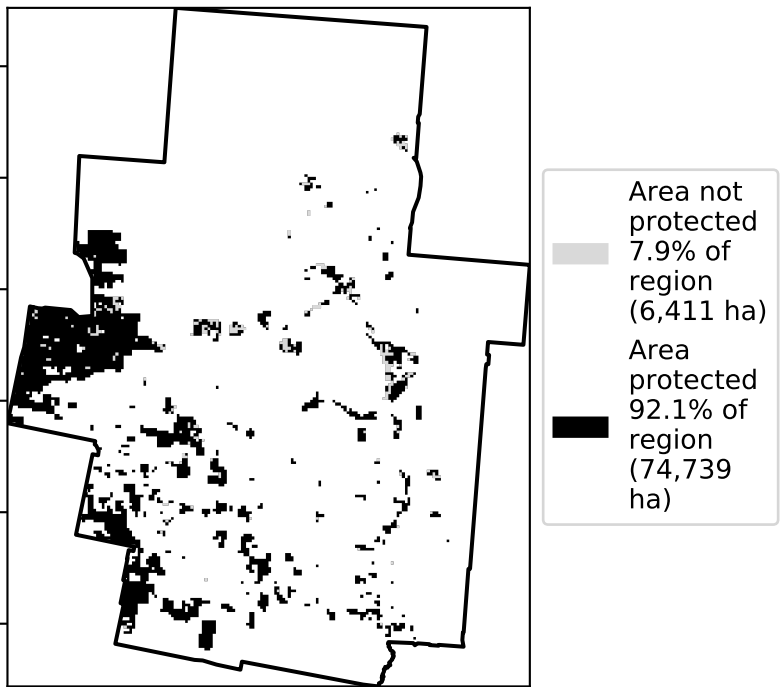 Area not
protected
7.9% of
region
(6,411 ha)
Area
protected
92.1% of
region
(74,739
ha)